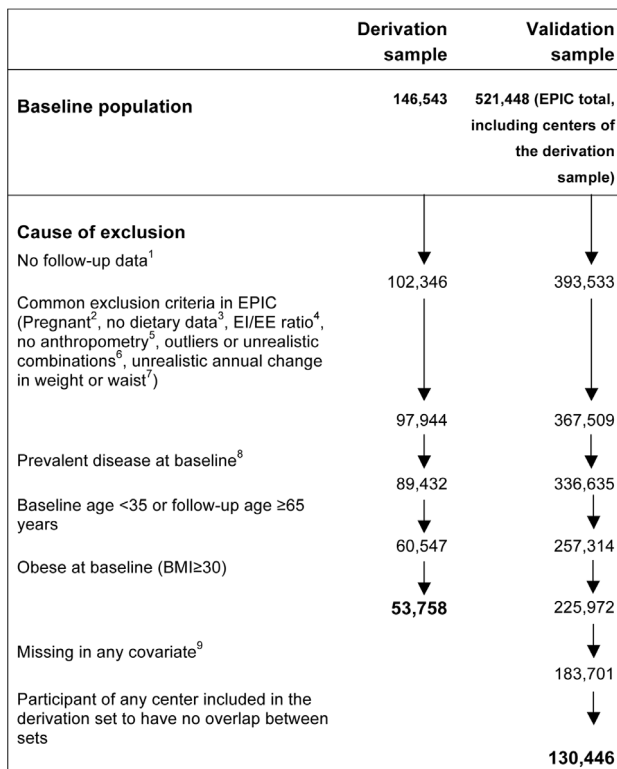 Derivation sample Validation sample
Baseline population 146,543 521,448 (EPIC total, including centers of the derivation sample)
Cause of exclusion
No follow-up data¹
102,346 393,533
Common exclusion criteria in EPIC
(Pregnant², no dietary data³, EI/EE ratio⁴,
no anthropometry⁵, outliers or unrealistic
combinations⁶, unrealistic annual change
in weight or waist⁷)
97,944 367,509
Prevalent disease at baseline⁸
89,432 336,635
Baseline age <35 or follow-up age ≥65
years
60,547 257,314
Obese at baseline (BMI≥30)
53,758 225,972
Missing in any covariate⁹
183,701
Participant of any center included in the
derivation set to have no overlap between
sets
130,446